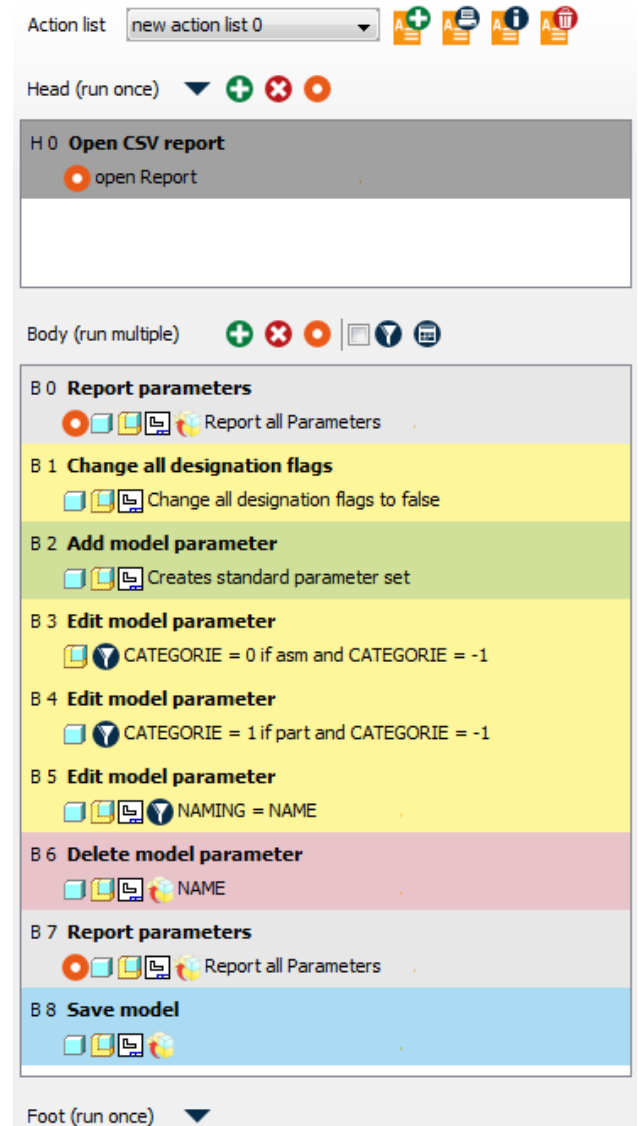 Action list new action list 0
Head (run once)
H 0 Open CSV report
open Report
Body (run multiple)
B 0 Report parameters
Report all Parameters
B 1 Change all designation flags
Change all designation flags to false
B 2 Add model parameter
Creates standard parameter set
B 3 Edit model parameter
CATEGORIE = 0 if asm and CATEGORIE = -1
B 4 Edit model parameter
CATEGORIE = 1 if part and CATEGORIE = -1
B 5 Edit model parameter
NAMING = NAME
B 6 Delete model parameter
NAME
B 7 Report parameters
Report all Parameters
B 8 Save model
Foot (run once)